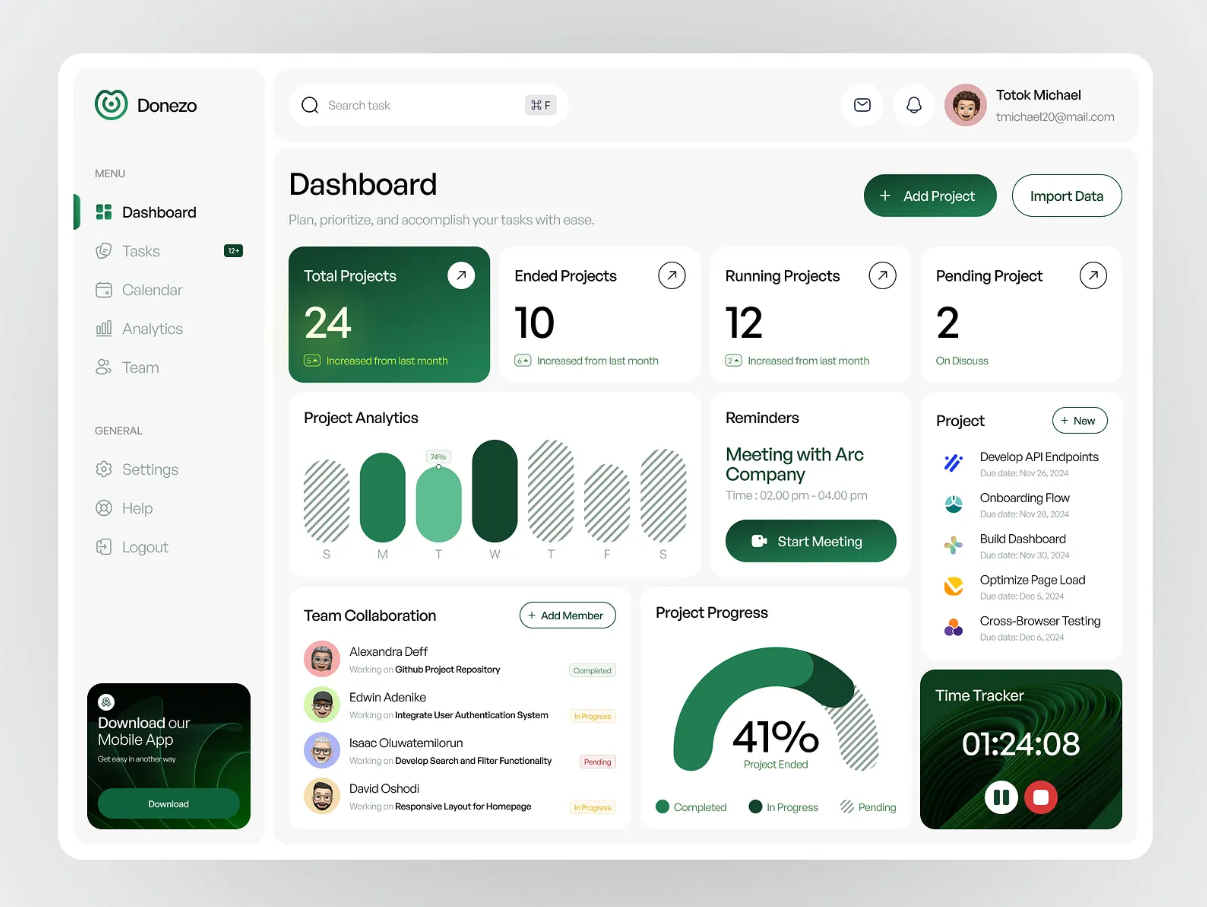 Donezo
MENU
Dashboard
Tasks
12+
Calendar
Analytics
Team
GENERAL
Settings
Help
Logout
Download our
Mobile App
Get easy in another way
Download
Search task
⌘ F
Totok Michael
tmichael20@mail.com
Dashboard
Plan, prioritize, and accomplish your tasks with ease.
+ Add Project
Import Data
Total Projects
24
5 Increased from last month
Ended Projects
10
6 Increased from last month
Running Projects
12
2 Increased from last month
Pending Project
2
On Discuss
Project Analytics
74%
S M T W T F S
Reminders
Meeting with Arc
Company
Time : 02.00 pm - 04.00 pm
Start Meeting
Project
+ New
Develop API Endpoints
Due date: Nov 26, 2024
Onboarding Flow
Due date: Nov 28, 2024
Build Dashboard
Due date: Nov 30, 2024
Optimize Page Load
Due date: Dec 5, 2024
Cross-Browser Testing
Due date: Dec 6, 2024
Team Collaboration
+ Add Member
Alexandra Deff
Working on Github Project Repository
Completed
Edwin Adenike
Working on Integrate User Authentication System
In Progress
Isaac Oluwatemilorun
Working on Develop Search and Filter Functionality
Pending
David Oshodi
Working on Responsive Layout for Homepage
In Progress
Project Progress
41%
Project Ended
Completed
In Progress
Pending
Time Tracker
01:24:08